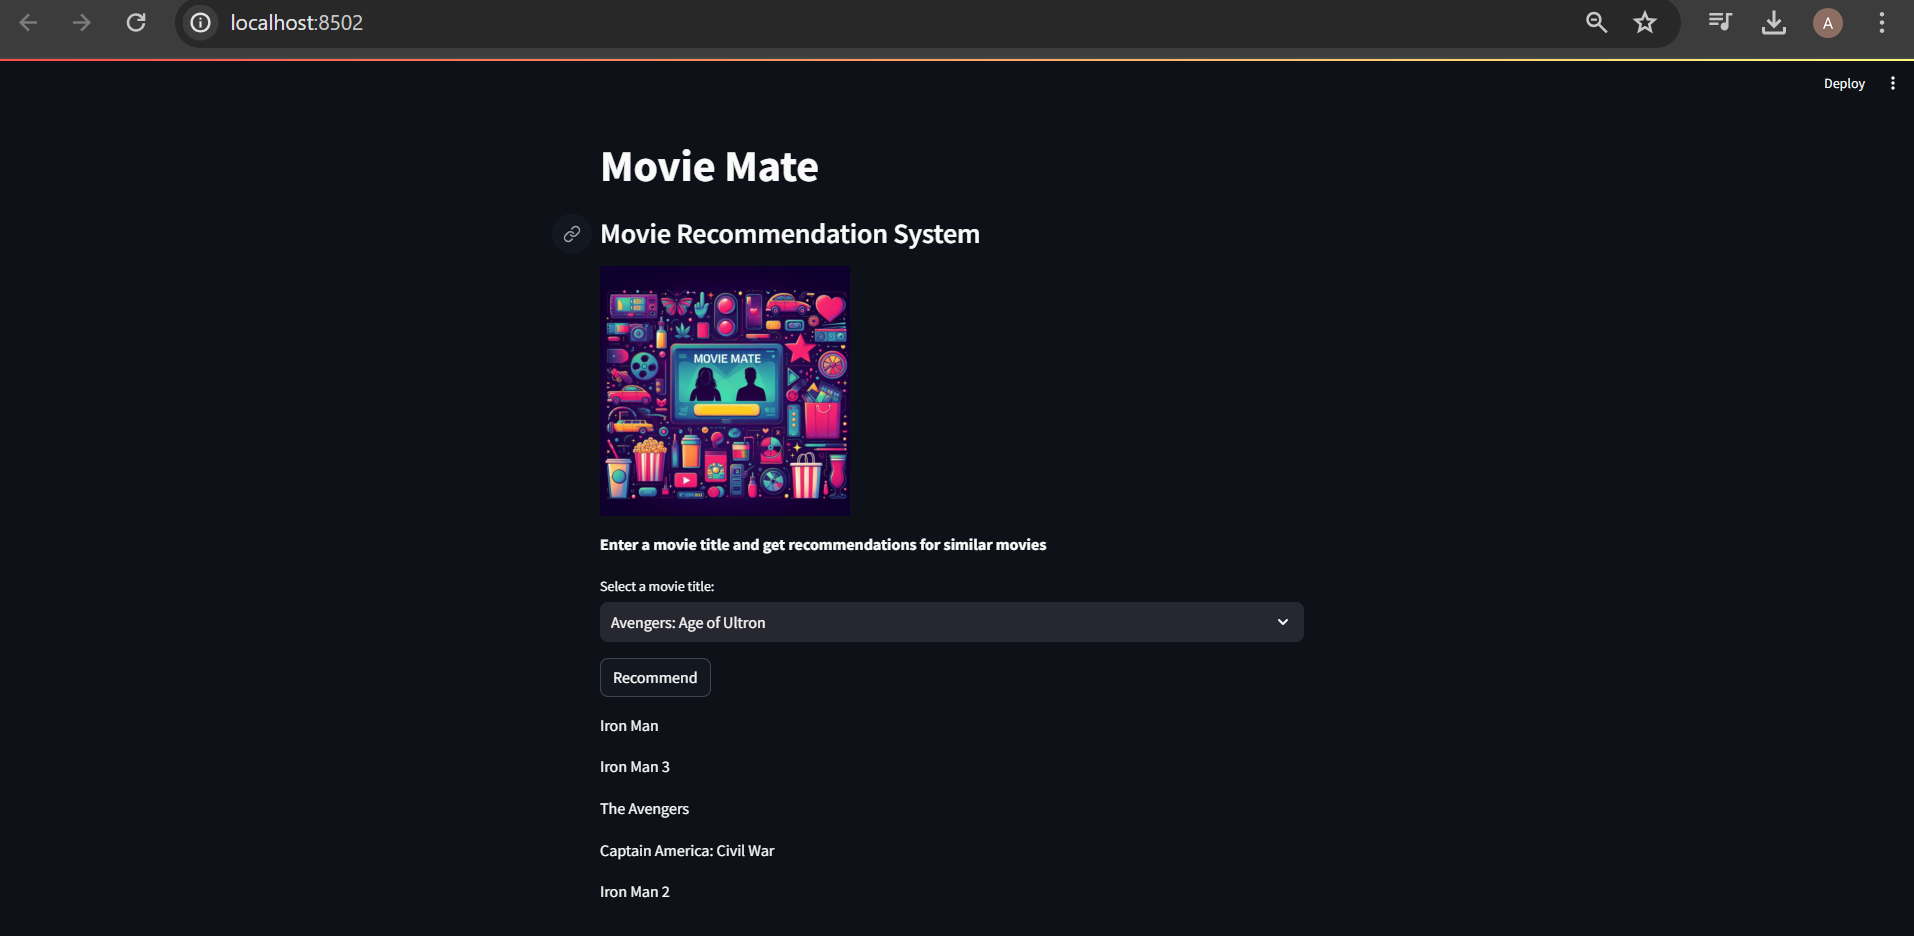 localhost:8502
A
Deploy
Movie Mate
Movie Recommendation System
MOVIE MATE
Enter a movie title and get recommendations for similar movies
Select a movie title:
Avengers: Age of Ultron
Recommend
Iron Man
Iron Man 3
The Avengers
Captain America: Civil War
Iron Man 2